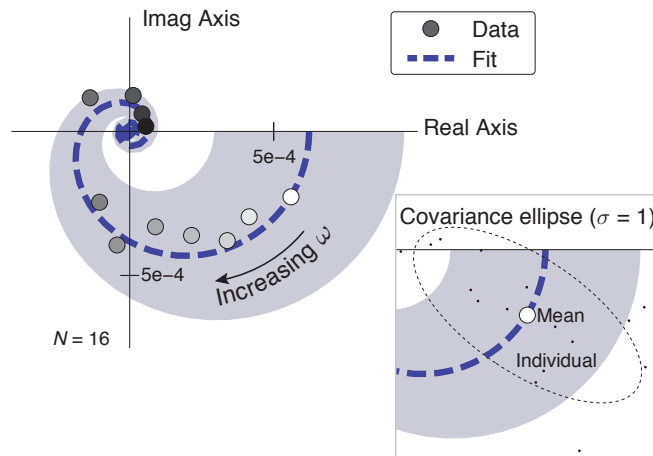 Imag Axis
Data
Fit
Real Axis
5e−4
−5e−4
Increasing ω
N = 16
Covariance ellipse (σ = 1)
Mean
Individual